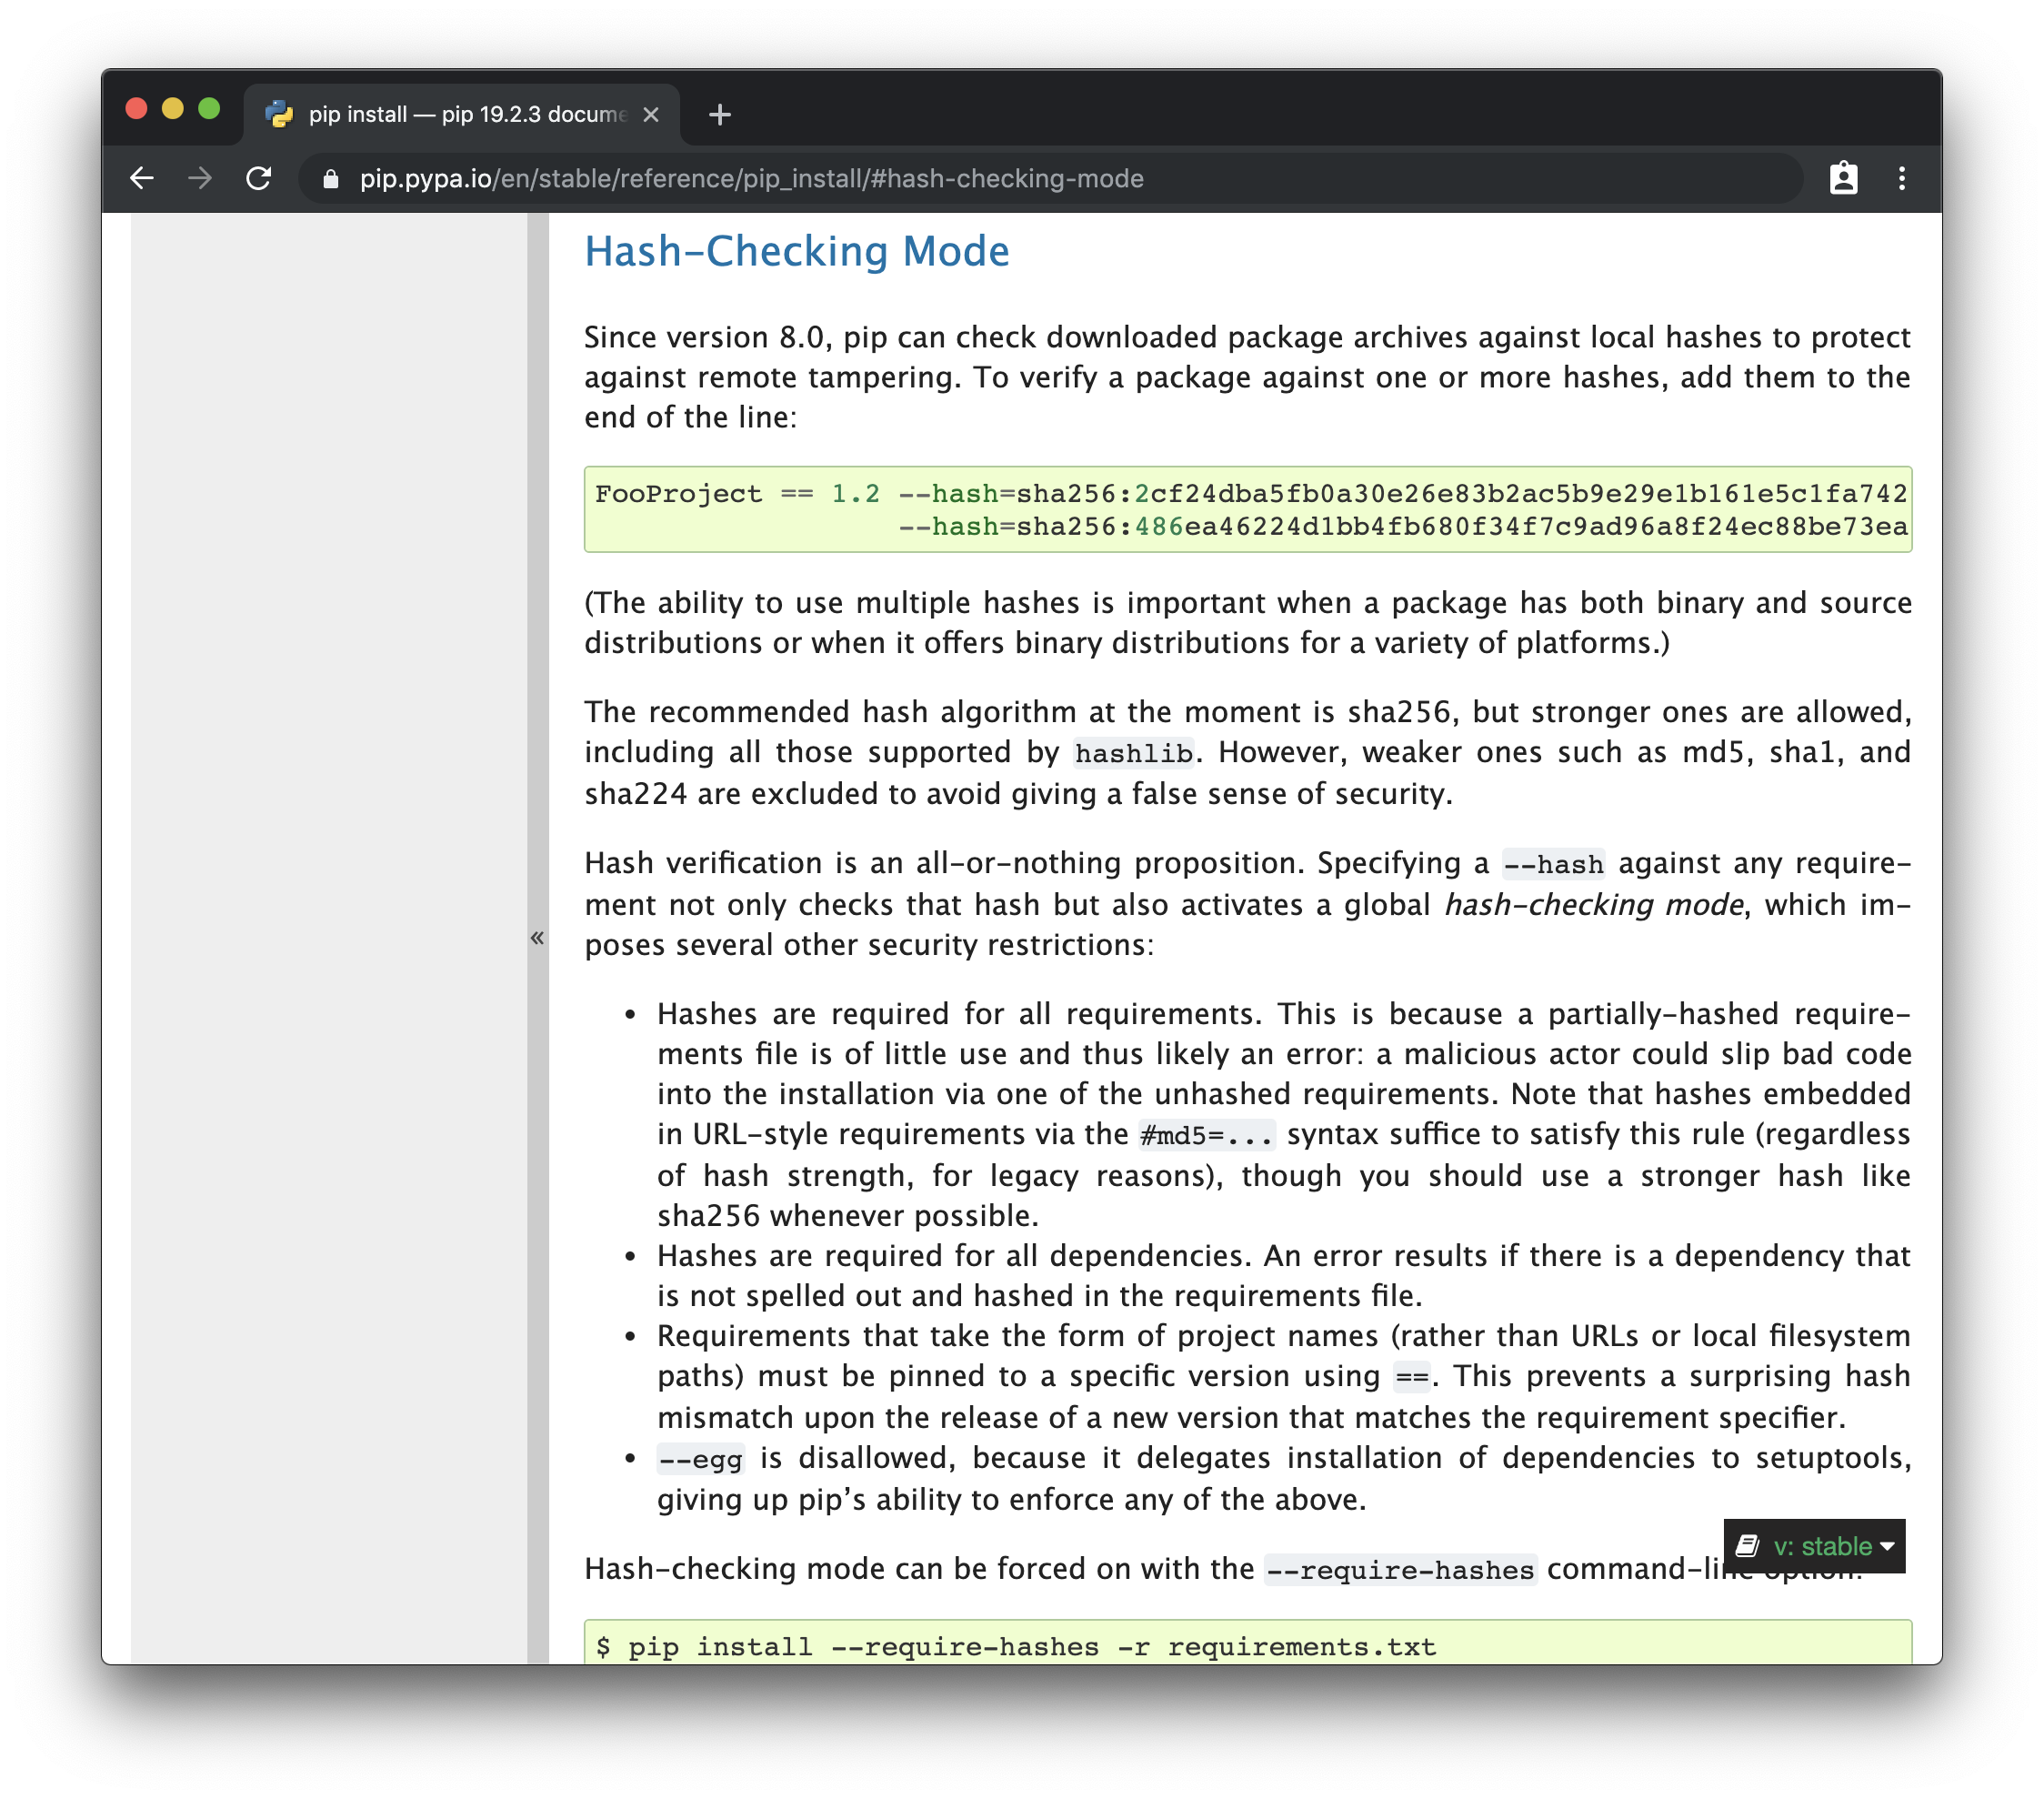 pip install — pip 19.2.3 docume
pip.pypa.io/en/stable/reference/pip_install/#hash-checking-mode
Hash-Checking Mode
Since version 8.0, pip can check downloaded package archives against local hashes to protect
against remote tampering. To verify a package against one or more hashes, add them to the
end of the line:
FooProject == 1.2 --hash=sha256:2cf24dba5fb0a30e26e83b2ac5b9e29e1b161e5c1fa742
--hash=sha256:486ea46224d1bb4fb680f34f7c9ad96a8f24ec88be73ea
(The ability to use multiple hashes is important when a package has both binary and source
distributions or when it offers binary distributions for a variety of platforms.)
The recommended hash algorithm at the moment is sha256, but stronger ones are allowed,
including all those supported by hashlib. However, weaker ones such as md5, sha1, and
sha224 are excluded to avoid giving a false sense of security.
Hash verification is an all-or-nothing proposition. Specifying a --hash against any require-
ment not only checks that hash but also activates a global hash-checking mode, which im-
poses several other security restrictions:
«
• Hashes are required for all requirements. This is because a partially-hashed require-
ments file is of little use and thus likely an error: a malicious actor could slip bad code
into the installation via one of the unhashed requirements. Note that hashes embedded
in URL-style requirements via the #md5=... syntax suffice to satisfy this rule (regardless
of hash strength, for legacy reasons), though you should use a stronger hash like
sha256 whenever possible.
• Hashes are required for all dependencies. An error results if there is a dependency that
is not spelled out and hashed in the requirements file.
• Requirements that take the form of project names (rather than URLs or local filesystem
paths) must be pinned to a specific version using ==. This prevents a surprising hash
mismatch upon the release of a new version that matches the requirement specifier.
• --egg is disallowed, because it delegates installation of dependencies to setuptools,
giving up pip’s ability to enforce any of the above.
v: stable
Hash-checking mode can be forced on with the --require-hashes command-line option:
$ pip install --require-hashes -r requirements.txt